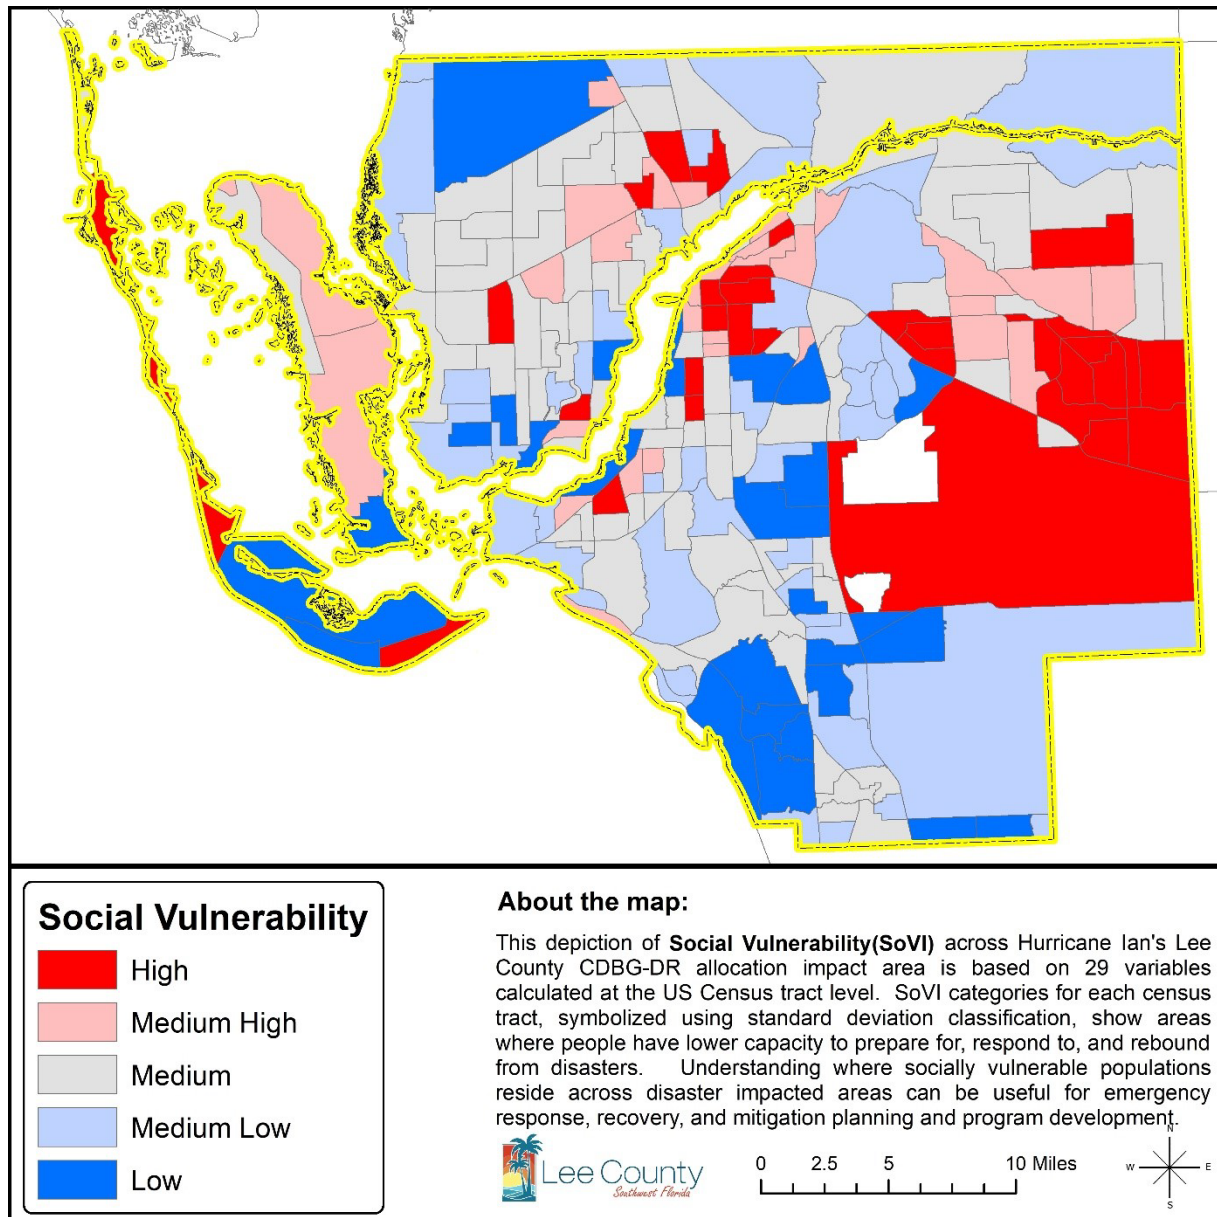 Social Vulnerability
High
Medium High
Medium
Medium Low
Low
About the map:
This depiction of Social Vulnerability(SoVI) across Hurricane Ian's Lee
County CDBG-DR allocation impact area is based on 29 variables
calculated at the US Census tract level. SoVI categories for each census
tract, symbolized using standard deviation classification, show areas
where people have lower capacity to prepare for, respond to, and rebound
from disasters. Understanding where socially vulnerable populations
reside across disaster impacted areas can be useful for emergency
response, recovery, and mitigation planning and program development.
Lee County
Southwest Florida
0 2.5 5 10 Miles
N
W E
S